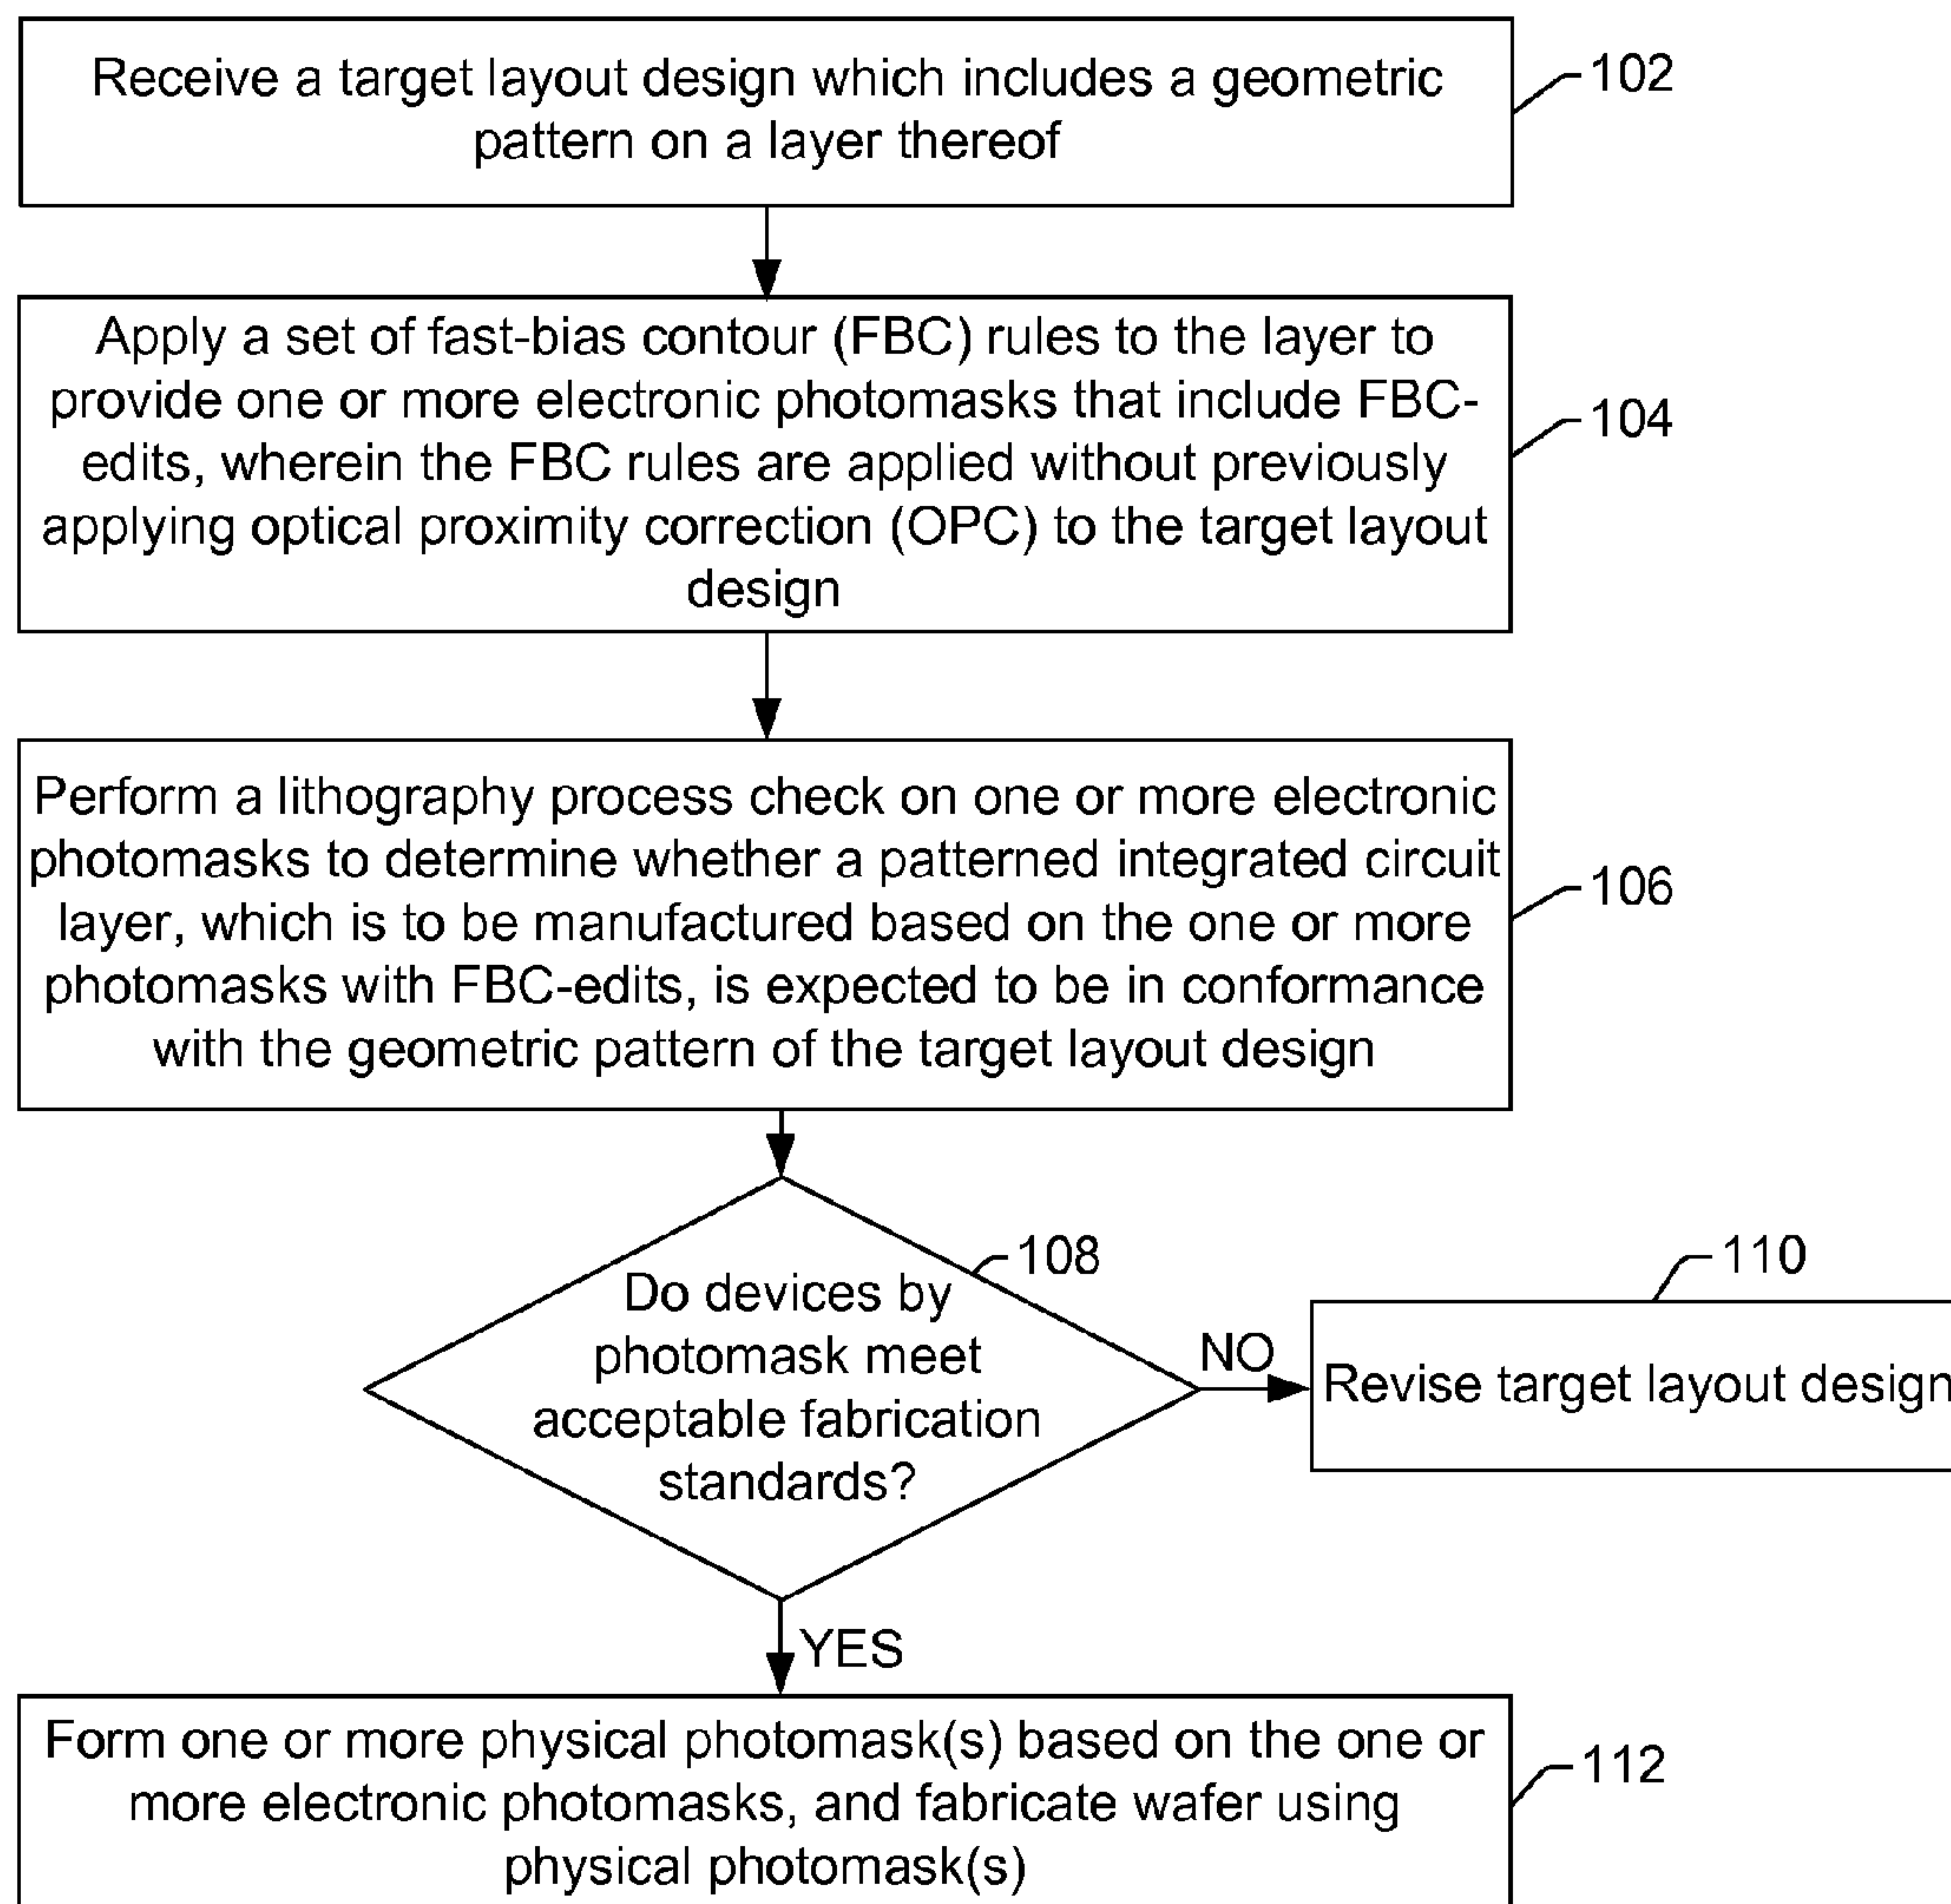 Receive a target layout design which includes a geometric
pattern on a layer thereof
102
Apply a set of fast-bias contour (FBC) rules to the layer to
provide one or more electronic photomasks that include FBC-
edits, wherein the FBC rules are applied without previously
applying optical proximity correction (OPC) to the target layout
design
104
Perform a lithography process check on one or more electronic
photomasks to determine whether a patterned integrated circuit
layer, which is to be manufactured based on the one or more
photomasks with FBC-edits, is expected to be in conformance
with the geometric pattern of the target layout design
106
108
Do devices by
photomask meet
acceptable fabrication
standards?
NO
110
Revise target layout design
YES
Form one or more physical photomask(s) based on the one or
more electronic photomasks, and fabricate wafer using
physical photomask(s)
112